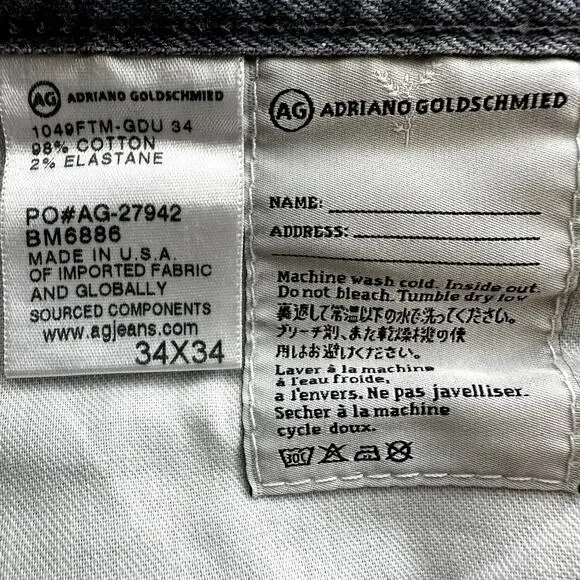 AG ADRIANO GOLDSCHMIED
1049FTM-GDU 34
98% COTTON
2% ELASTANE
PO#AG-27942
BM6886
MADE IN U.S.A.
OF IMPORTED FABRIC
AND GLOBALLY
SOURCED COMPONENTS
www.agjeans.com
34X34
AG ADRIANO GOLDSCHMIED
NAME:
ADDRESS:
Machine wash cold. Inside out.
Do not bleach. Tumble dry low
裏返して常温以下の水で洗ってください。
ブリーチ剤、また乾燥機の使
用はお避けください。
Laver à la machine
à l'eau froide,
a l'envers. Ne pas javelliser.
Secher à la machine
cycle doux.
30C